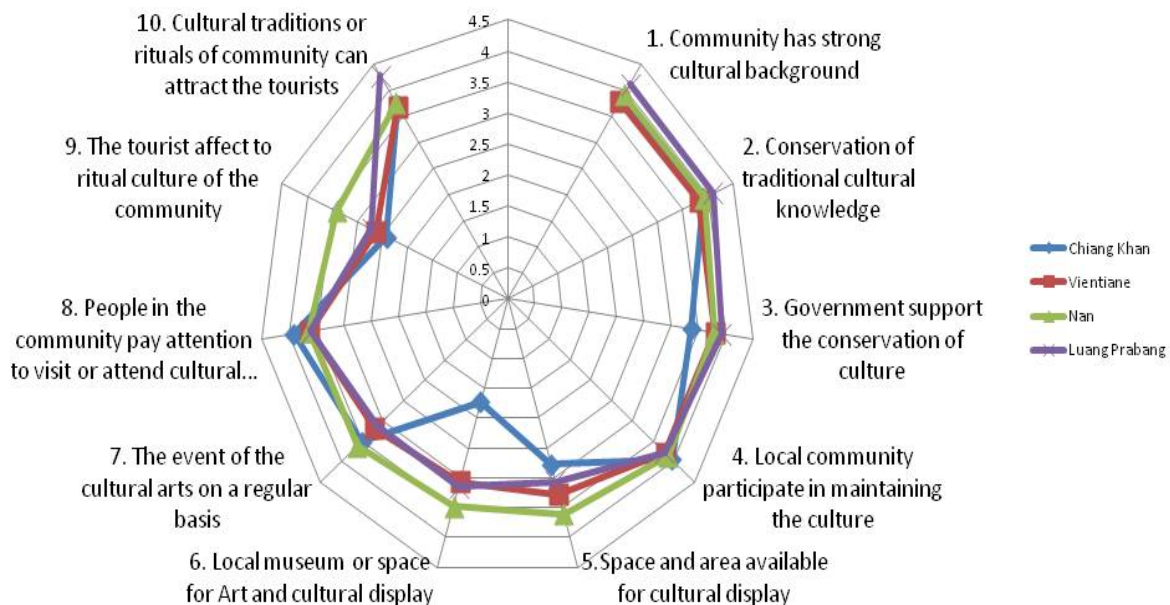 4.5
4
3.5
3
2.5
2
1.5
1
0.5
0
1. Community has strong
cultural background
2. Conservation of
traditional cultural
knowledge
3. Government support
the conservation of
culture
4. Local community
participate in maintaining
the culture
5.Space and area available
for cultural display
6. Local museum or space
for Art and cultural display
7. The event of the
cultural arts on a regular
basis
8. People in the
community pay attention
to visit or attend cultural...
9. The tourist affect to
ritual culture of the
community
10. Cultural traditions or
rituals of community can
attract the tourists
Chiang Khan
Vientiane
Nan
Luang Prabang